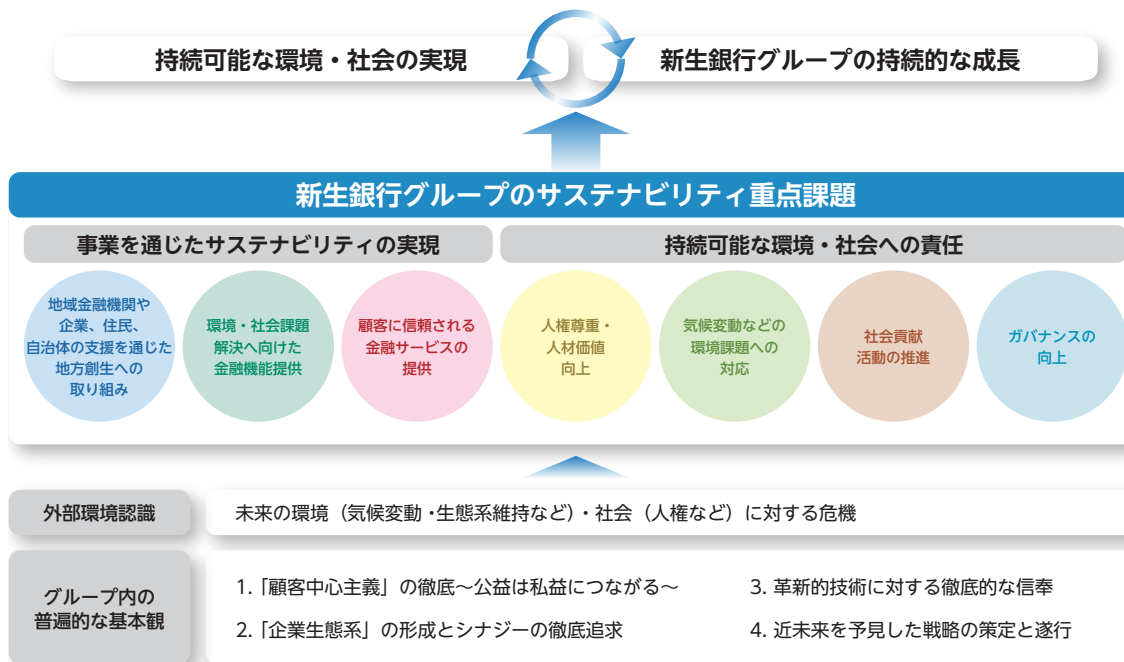 持続可能な環境・社会の実現
新生銀行グループの持続的な成長
新生銀行グループのサステナビリティ重点課題
事業を通じたサステナビリティの実現
持続可能な環境・社会への責任
地域金融機関や
企業、住民、
自治体の支援を通じた
地方創生への
取り組み
環境・社会課題
解決へ向けた
金融機能提供
顧客に信頼される
金融サービスの
提供
人権尊重・
人材価値
向上
気候変動などの
環境課題への
対応
社会貢献
活動の推進
ガバナンスの
向上
外部環境認識
未来の環境（気候変動・生態系維持など）・社会（人権など）に対する危機
グループ内の
普遍的な基本観
1.「顧客中心主義」の徹底～公益は私益につながる～
2.「企業生態系」の形成とシナジーの徹底追求
3. 革新的技術に対する徹底的な信奉
4. 近未来を予見した戦略の策定と遂行